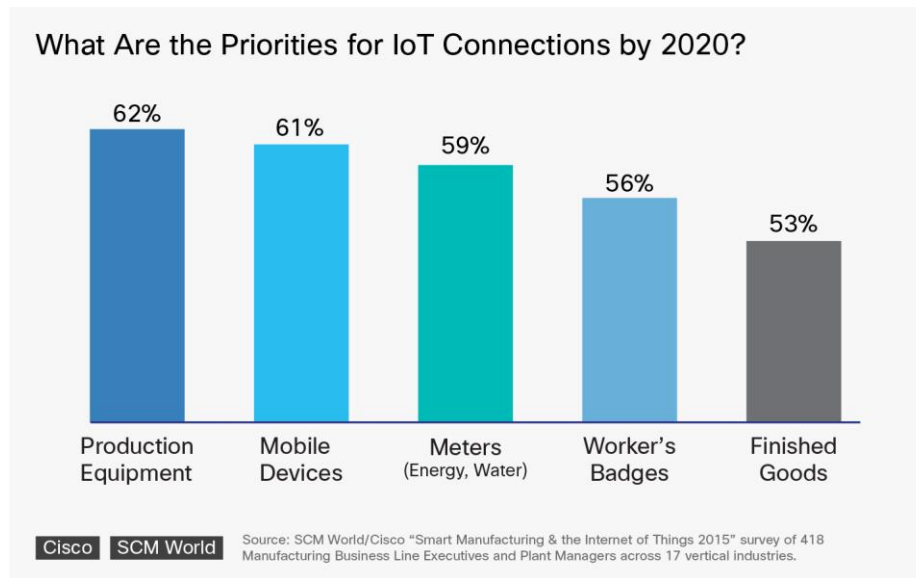 What Are the Priorities for IoT Connections by 2020?
62%
61%
59%
56%
53%
Production
Equipment
Mobile
Devices
Meters
(Energy, Water)
Worker’s
Badges
Finished
Goods
Cisco
SCM World
Source: SCM World/Cisco “Smart Manufacturing & the Internet of Things 2015” survey of 418
Manufacturing Business Line Executives and Plant Managers across 17 vertical industries.